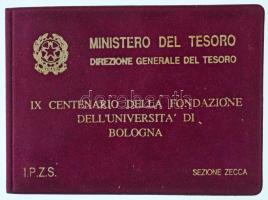 MINISTERO DEL TESORO
DIREZIONE GENERALE DEL TESORO
IX CENTENARIO DELLA FONDAZIONE
DELL'UNIVERSITA' DI
BOLOGNA
I.P.Z.S.
SEZIONE ZECCA